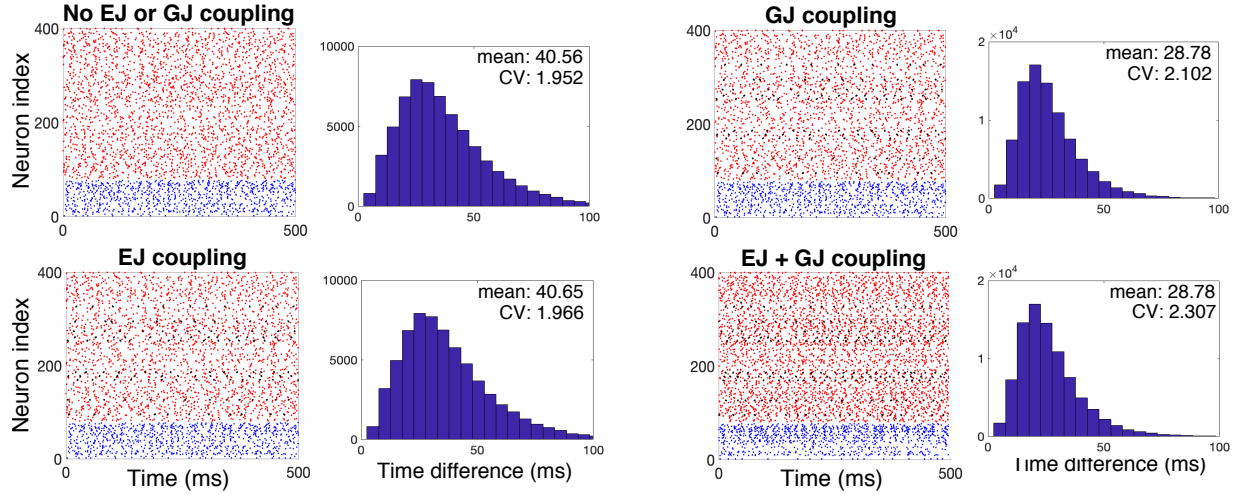 No EJ or GJ coupling
Neuron index
400
200
0
0
500
10000
5000
0
0
50
100
mean: 40.56
CV: 1.952
GJ coupling
400
200
0
0
500
2
×10⁴
1
0
0
50
100
mean: 28.78
CV: 2.102
EJ coupling
Neuron index
400
200
0
0
500
Time (ms)
10000
5000
0
0
50
100
Time difference (ms)
mean: 40.65
CV: 1.966
EJ + GJ coupling
400
200
0
0
500
Time (ms)
2
×10⁴
1
0
0
50
100
Time difference (ms)
mean: 28.78
CV: 2.307